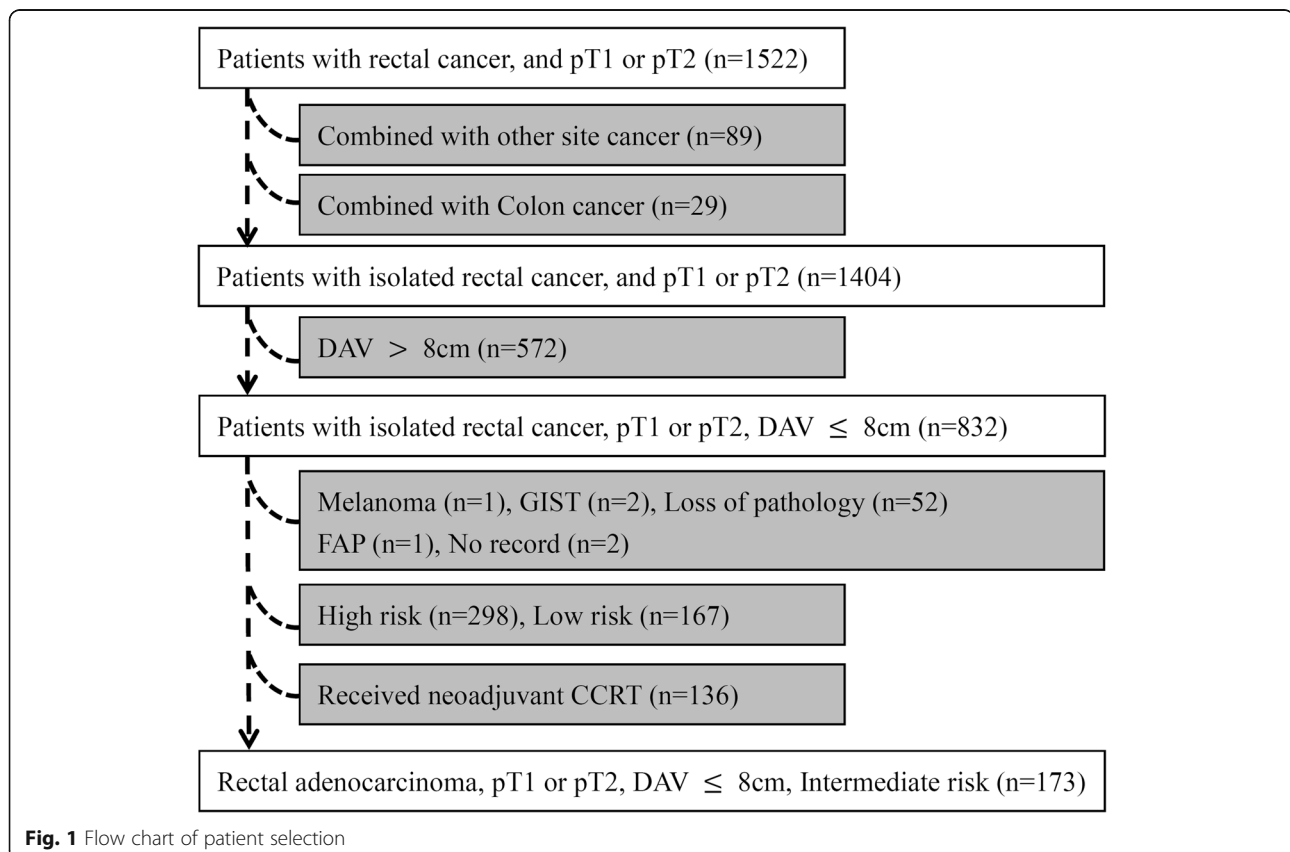 Patients with rectal cancer, and pT1 or pT2 (n=1522)
Combined with other site cancer (n=89)
Combined with Colon cancer (n=29)
Patients with isolated rectal cancer, and pT1 or pT2 (n=1404)
DAV > 8cm (n=572)
Patients with isolated rectal cancer, pT1 or pT2, DAV ≤ 8cm (n=832)
Melanoma (n=1), GIST (n=2), Loss of pathology (n=52)
FAP (n=1), No record (n=2)
High risk (n=298), Low risk (n=167)
Received neoadjuvant CCRT (n=136)
Rectal adenocarcinoma, pT1 or pT2, DAV ≤ 8cm, Intermediate risk (n=173)
Fig. 1 Flow chart of patient selection